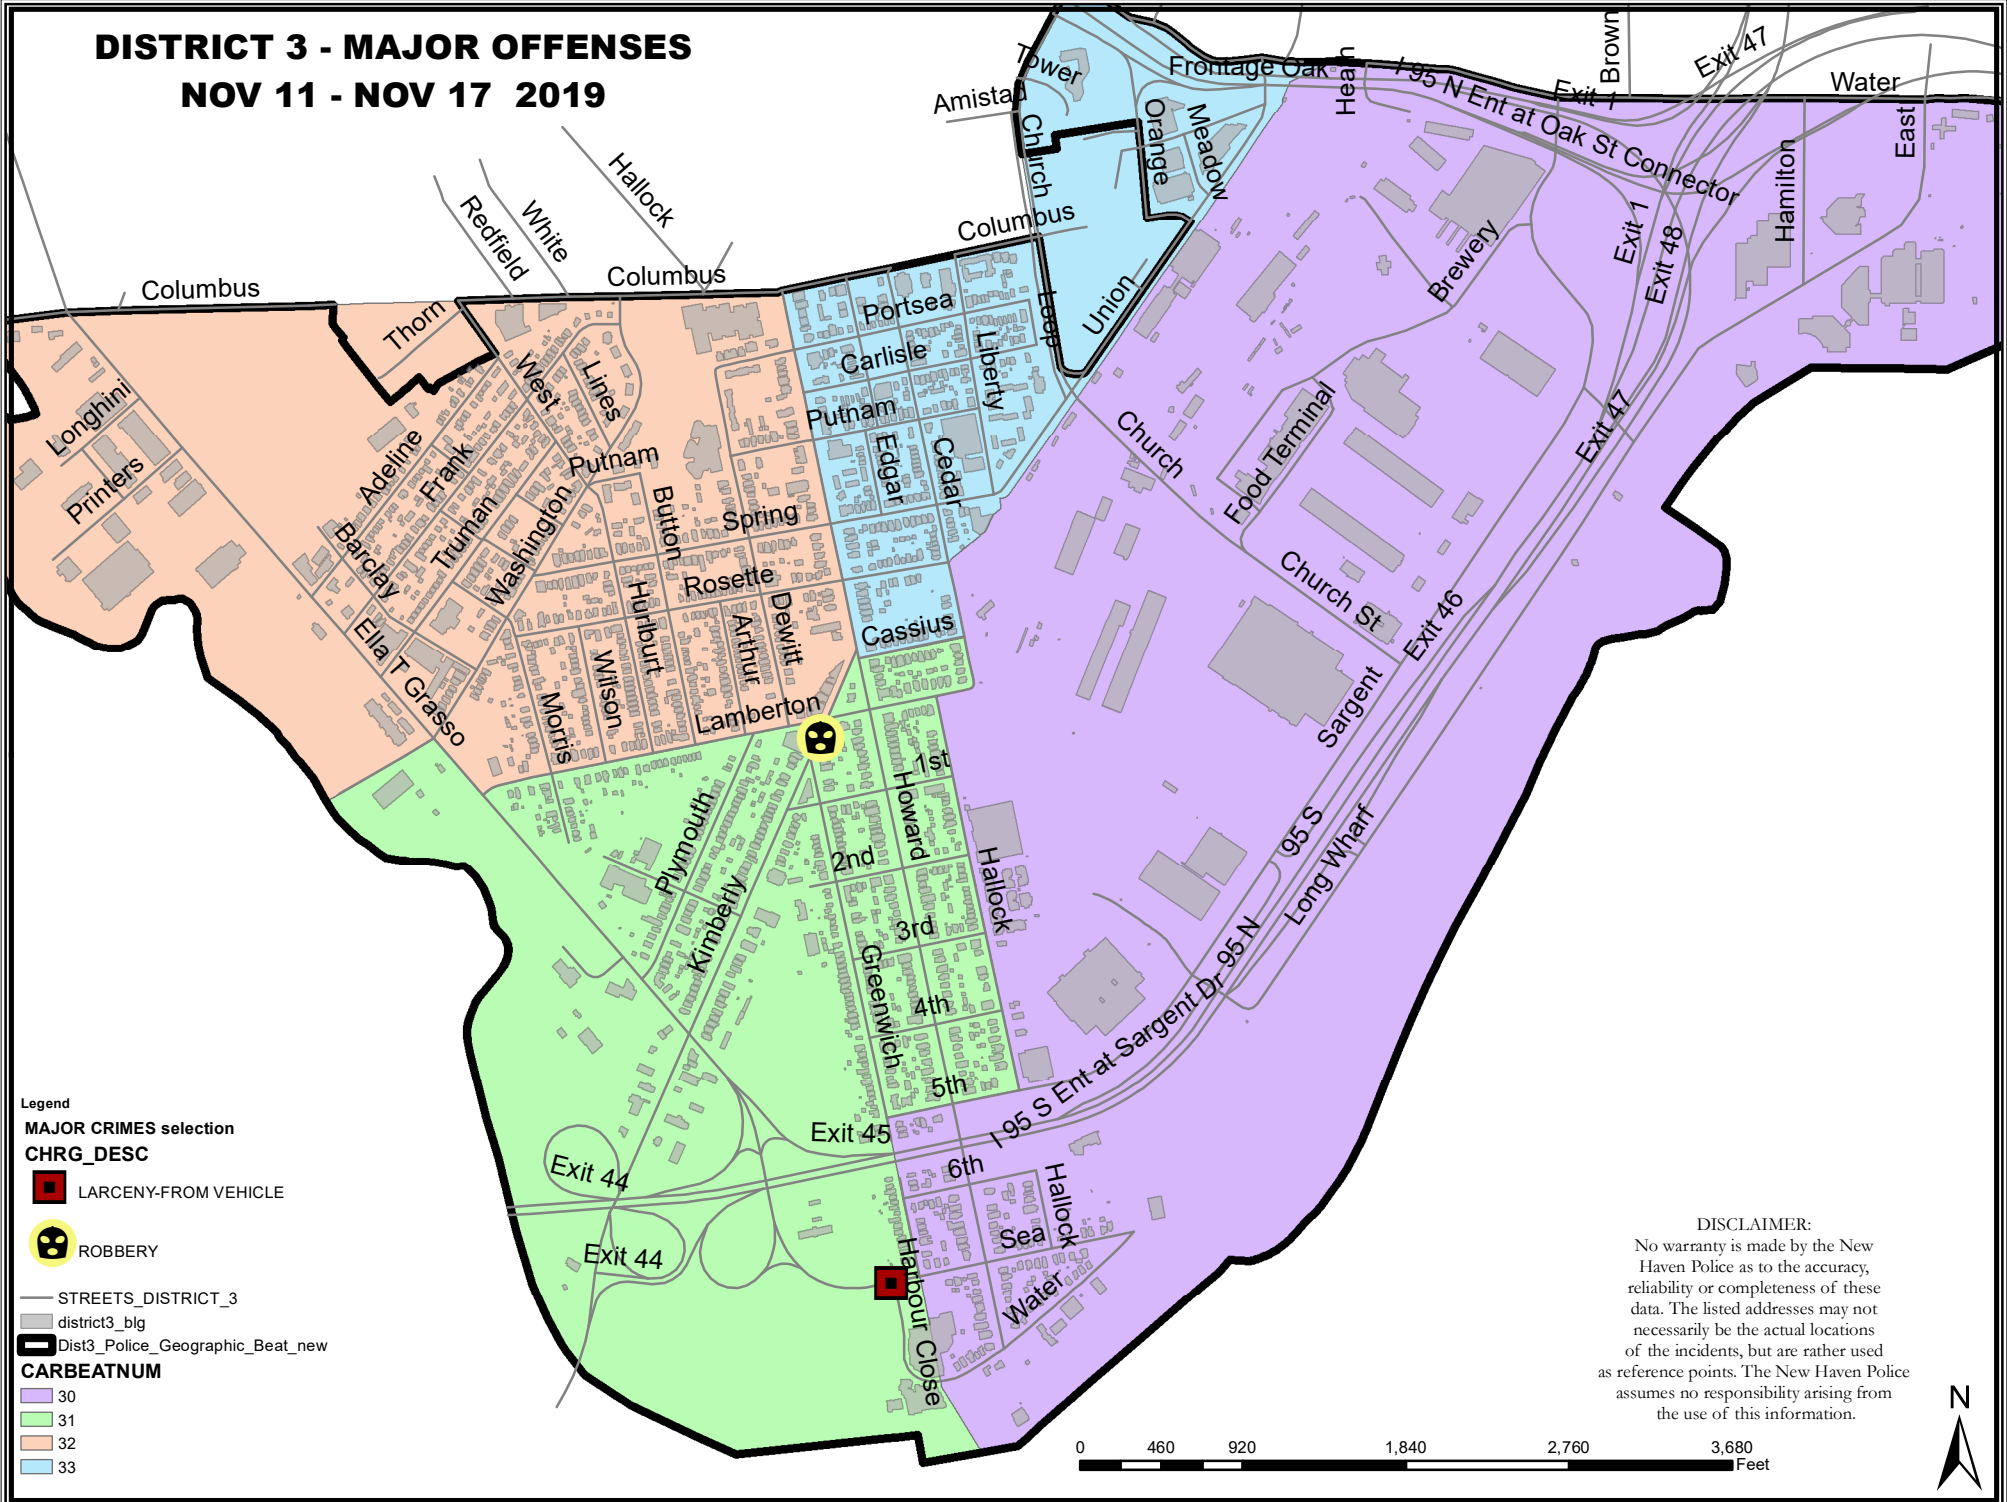 DISTRICT 3 - MAJOR OFFENSES
NOV 11 - NOV 17 2019
Tower
Amistad
Church
Orange
Meadow
Frontage Oak
Heath
I 95 N Ent at Oak St Connector
Exit 1
Brown
Exit 47
Water
East
Hamilton
Exit 1
Exit 48
Brewery
Hallock
White
Redfield
Columbus
Columbus
Columbus
Thorn
Portsea
Loop
Union
Carlisle
Liberty
West
Lines
Putnam
Longhini
Printers
Adeline
Frank
Putnam
Edgar
Cedar
Church
Food Terminal
Exit 47
Truman
Washington
Button
Spring
Barclay
Rosette
Hurlburt
Dewitt
Arthur
Cassius
Church St
Exit 46
Ella T Grasso
Wilson
Morris
Lamberton
Sargent
1st
Howard
Plymouth
2nd
Hallock
95 S
Long Wharf
Kimberly
3rd
95 N
Greenwich
4th
5th
I 95 S Ent at Sargent Dr
Exit 45
Exit 44
6th
Hallock
Exit 44
Sea
Harbour Close
Water
Legend
MAJOR CRIMES selection
CHRG_DESC
LARCENY-FROM VEHICLE
ROBBERY
STREETS_DISTRICT_3
district3_blg
Dist3_Police_Geographic_Beat_new
CARBEATNUM
30
31
32
33
DISCLAIMER:
No warranty is made by the New
Haven Police as to the accuracy,
reliability or completeness of these
data. The listed addresses may not
necessarily be the actual locations
of the incidents, but are rather used
as reference points. The New Haven Police
assumes no responsibility arising from
the use of this information.
N
0 460 920 1,840 2,760 3,680
Feet